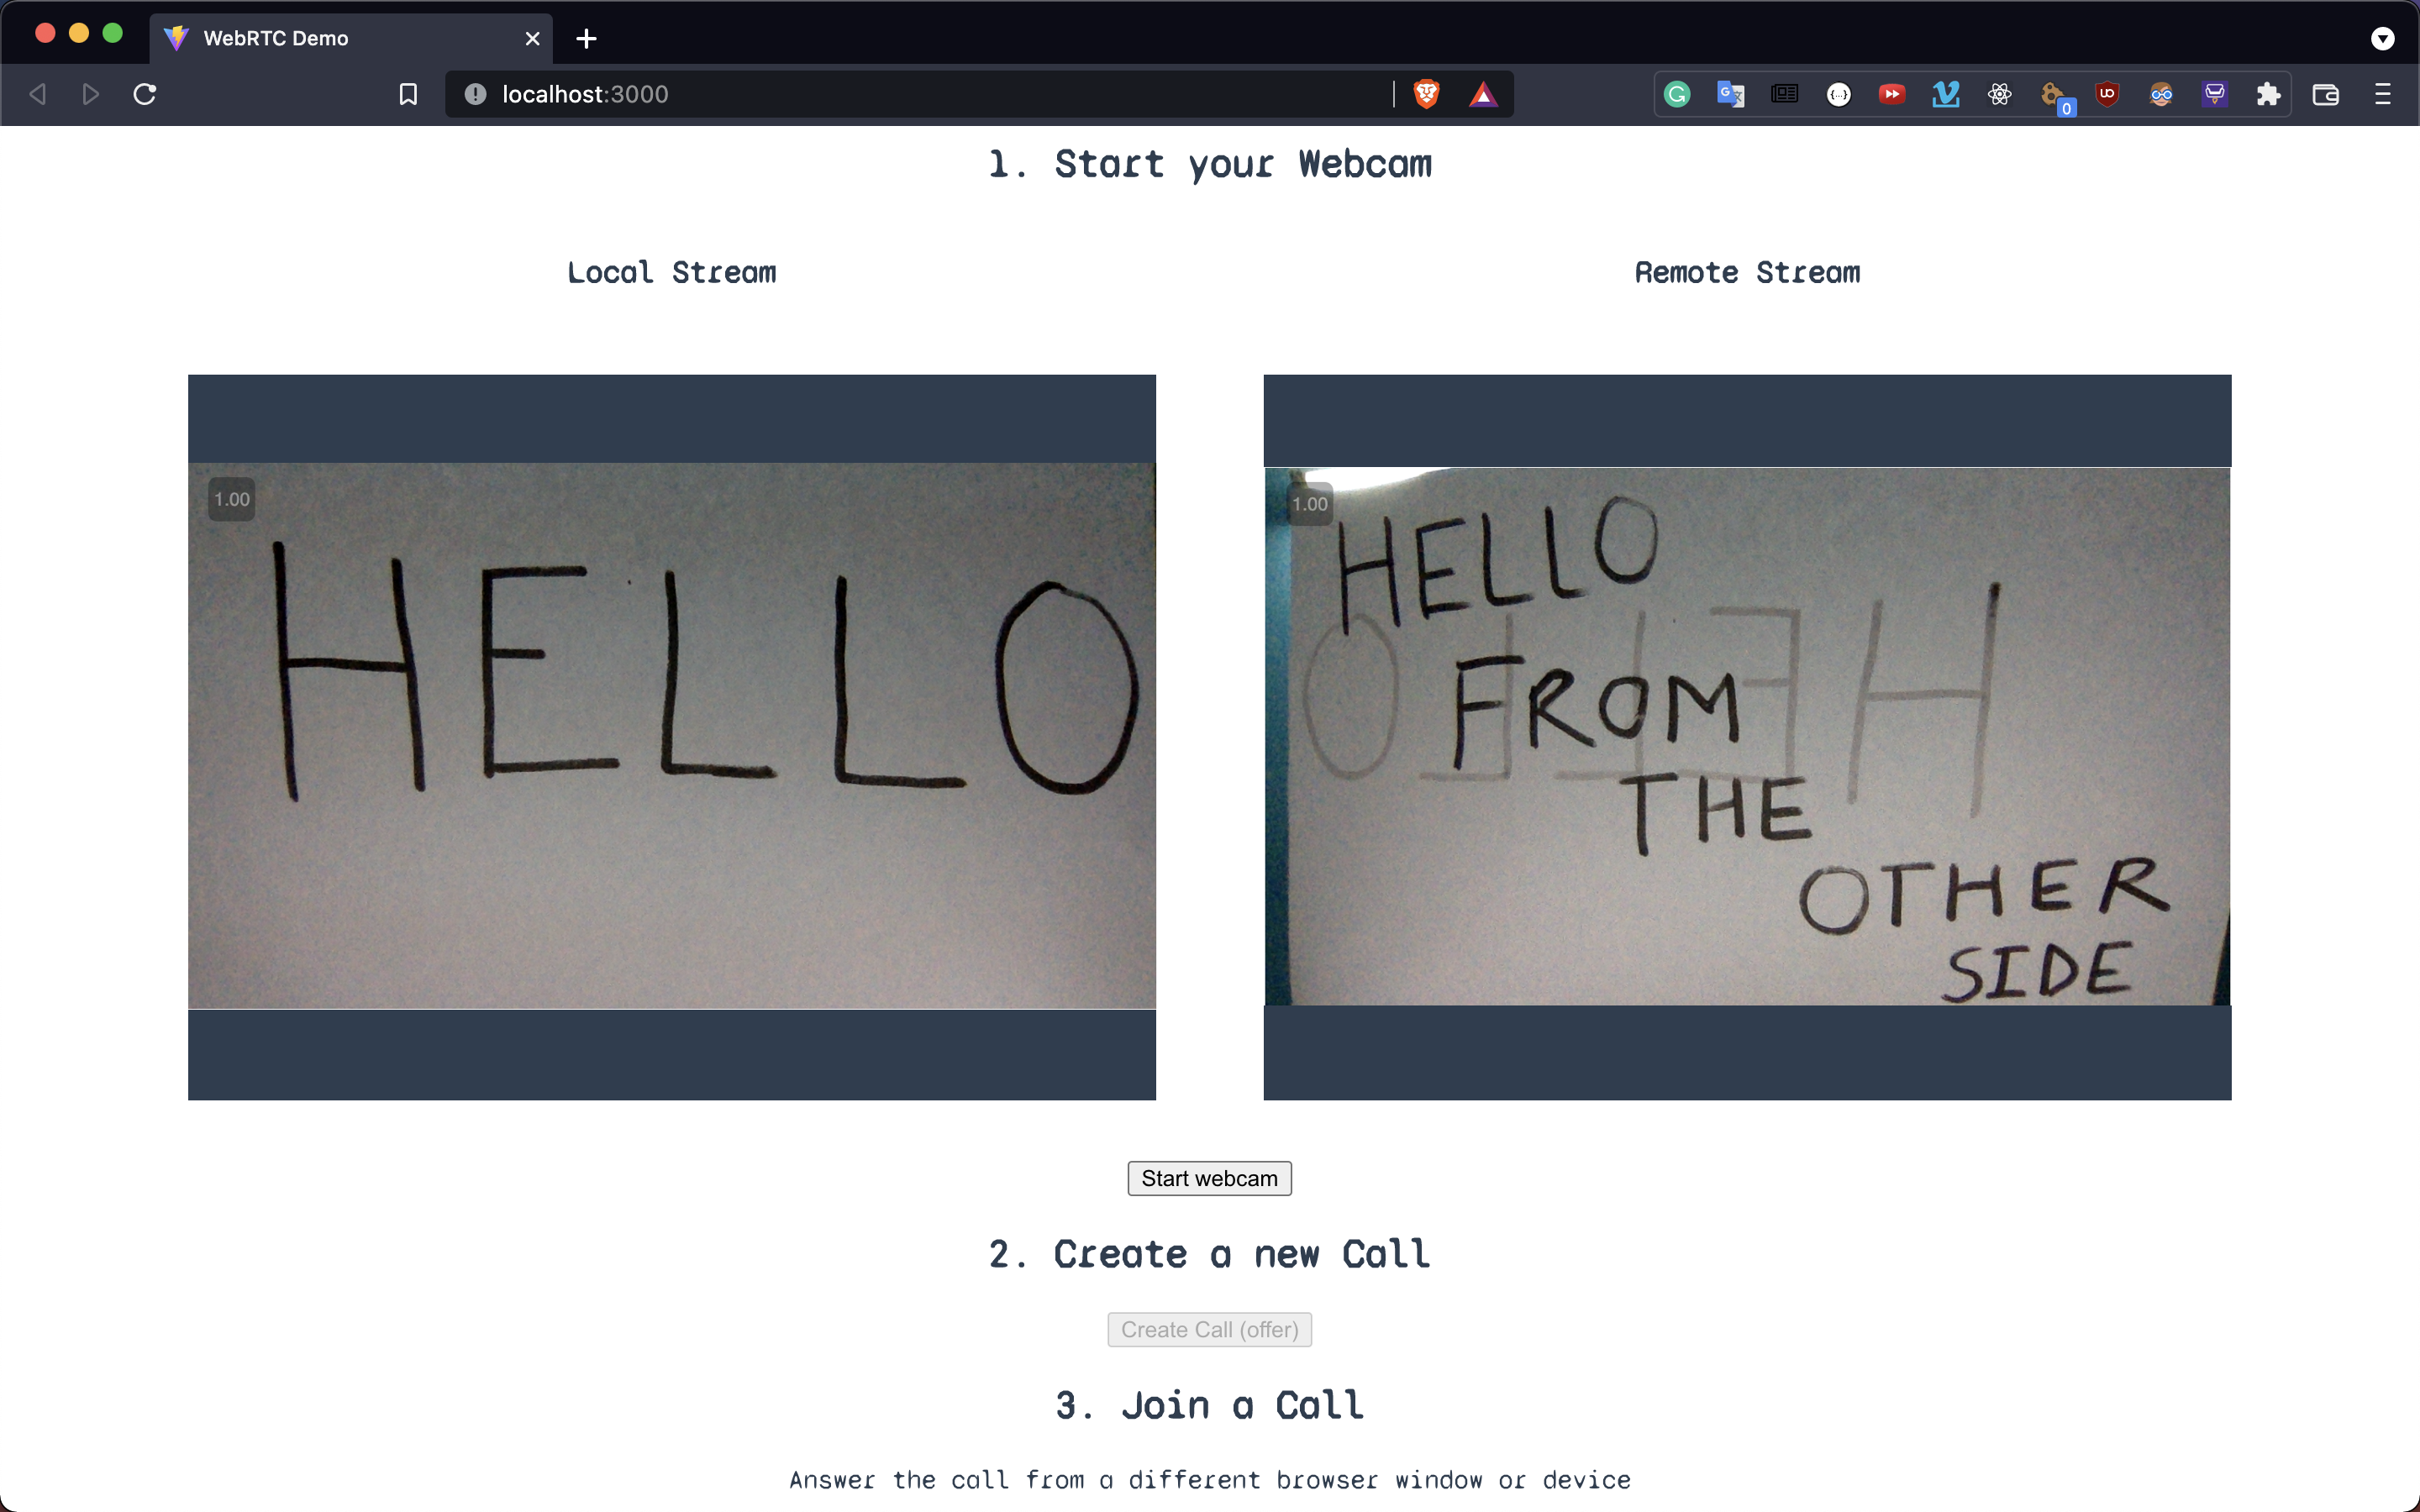 WebRTC Demo
localhost:3000
0
1. Start your Webcam
Local Stream
Remote Stream
1.00
HELLO
1.00
HELLO
FROM
THE
OTHER
SIDE
HELLO
Start webcam
2. Create a new Call
Create Call (offer)
3. Join a Call
Answer the call from a different browser window or device